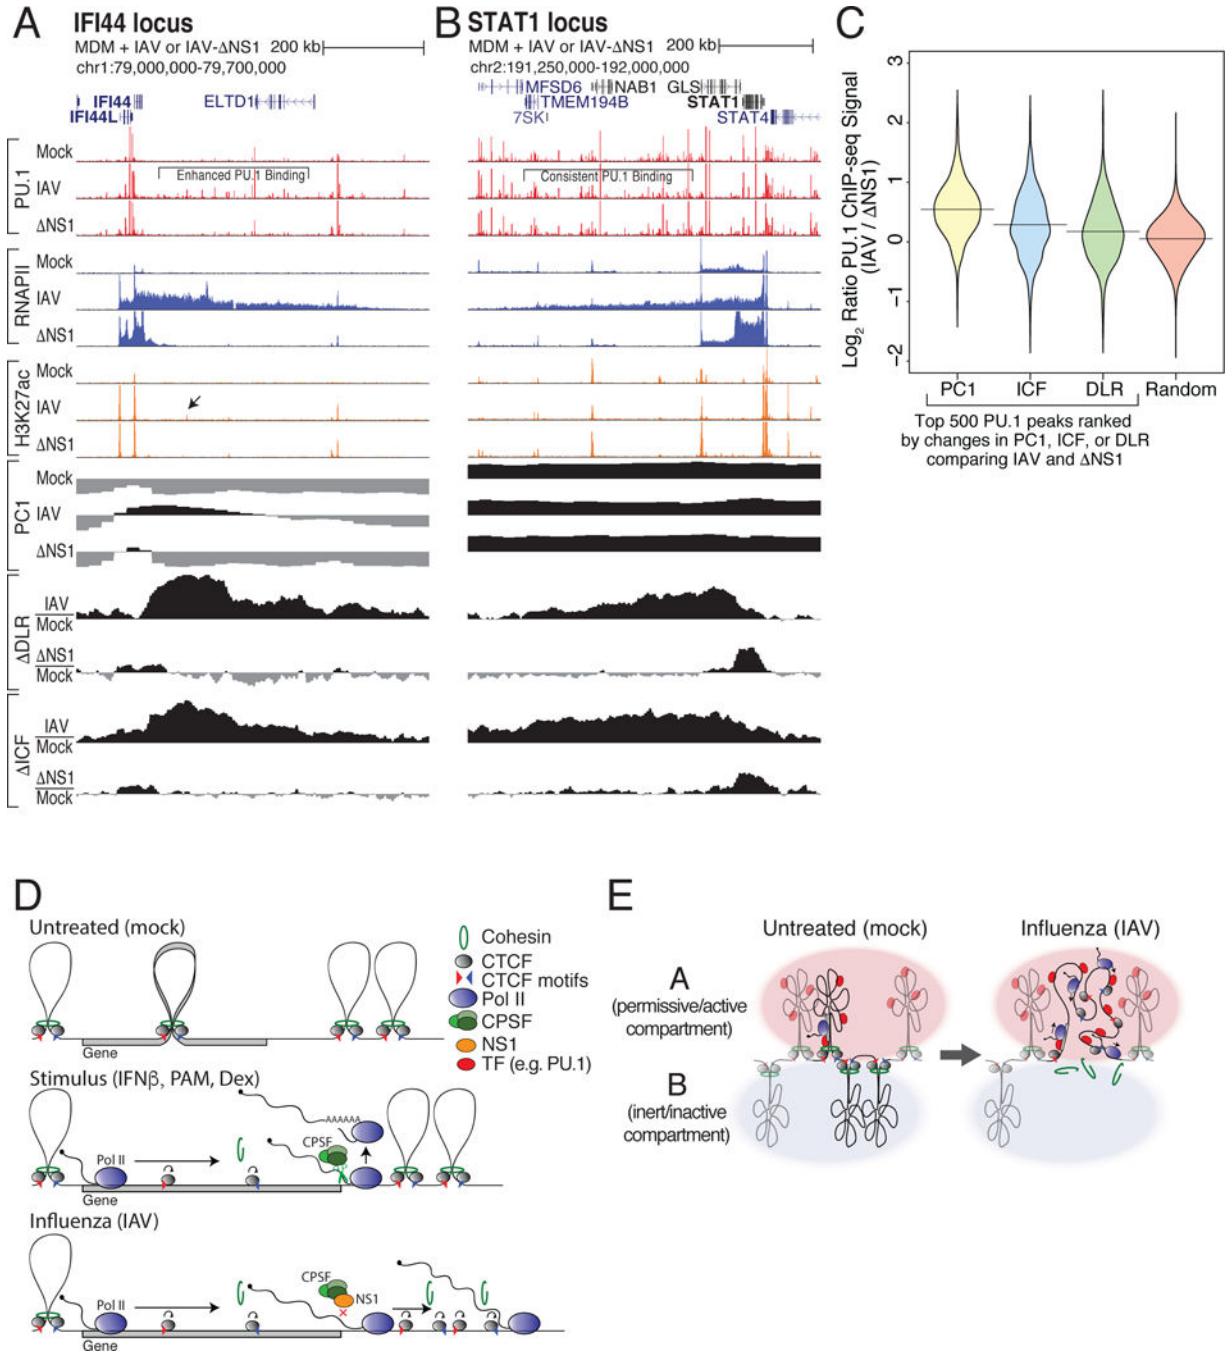 A
IFI44 locus
MDM + IAV or IAV-ΔNS1
200 kb
chr1:79,000,000-79,700,000
IFI44
ELTD1
IFI44L
PU.1
Mock
IAV
Enhanced PU.1 Binding
ΔNS1
RNAPII
Mock
IAV
ΔNS1
H3K27ac
Mock
IAV
ΔNS1
PC1
Mock
IAV
ΔNS1
ΔDLR
IAV
Mock
ΔNS1
Mock
ΔICF
IAV
Mock
ΔNS1
Mock
B
STAT1 locus
MDM + IAV or IAV-ΔNS1
200 kb
chr2:191,250,000-192,000,000
MFSD6
NAB1
GLS
TMEM194B
STAT1
7SK
STAT4
Consistent PU.1 Binding
C
Log2 Ratio PU.1 ChIP-seq Signal
(IAV / ΔNS1)
3
2
1
0
−1
−2
PC1 ICF DLR Random
Top 500 PU.1 peaks ranked
by changes in PC1, ICF, or DLR
comparing IAV and ΔNS1
D
Untreated (mock)
Gene
Cohesin
CTCF
CTCF motifs
Pol II
CPSF
NS1
TF (e.g. PU.1)
Stimulus (IFNβ, PAM, Dex)
AAAAAA
CPSF
Pol II
Gene
Influenza (IAV)
CPSF
NS1
Pol II
Gene
E
Untreated (mock)
Influenza (IAV)
A
(permissive/active
compartment)
B
(inert/inactive
compartment)